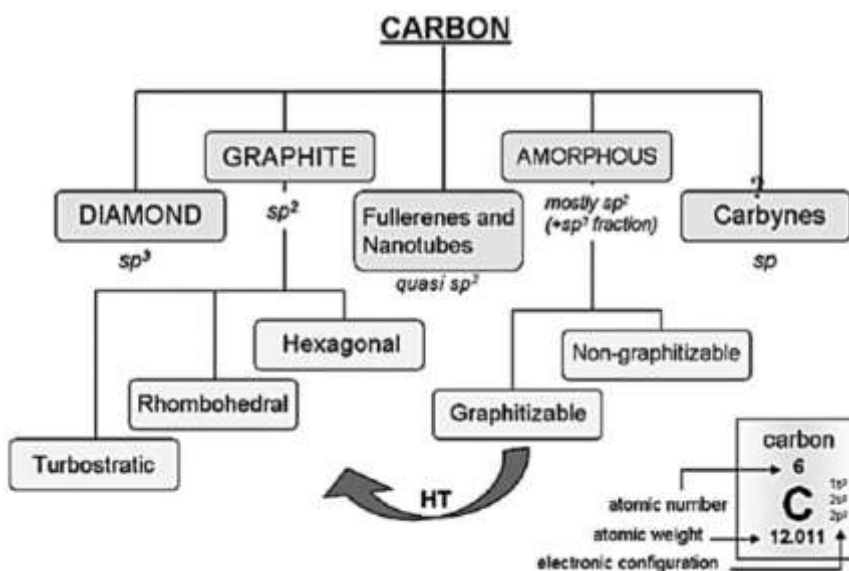 CARBON
GRAPHITE
AMORPHOUS
DIAMOND
sp³
sp²
Fullerenes and
Nanotubes
quasi sp²
mostly sp²
(+sp³ fraction)
?
Carbynes
sp
Hexagonal
Rhombohedral
Turbostratic
Non-graphitizable
Graphitizable
HT
carbon
6
C
1s²
2s²
2p²
12.011
atomic number
atomic weight
electronic configuration